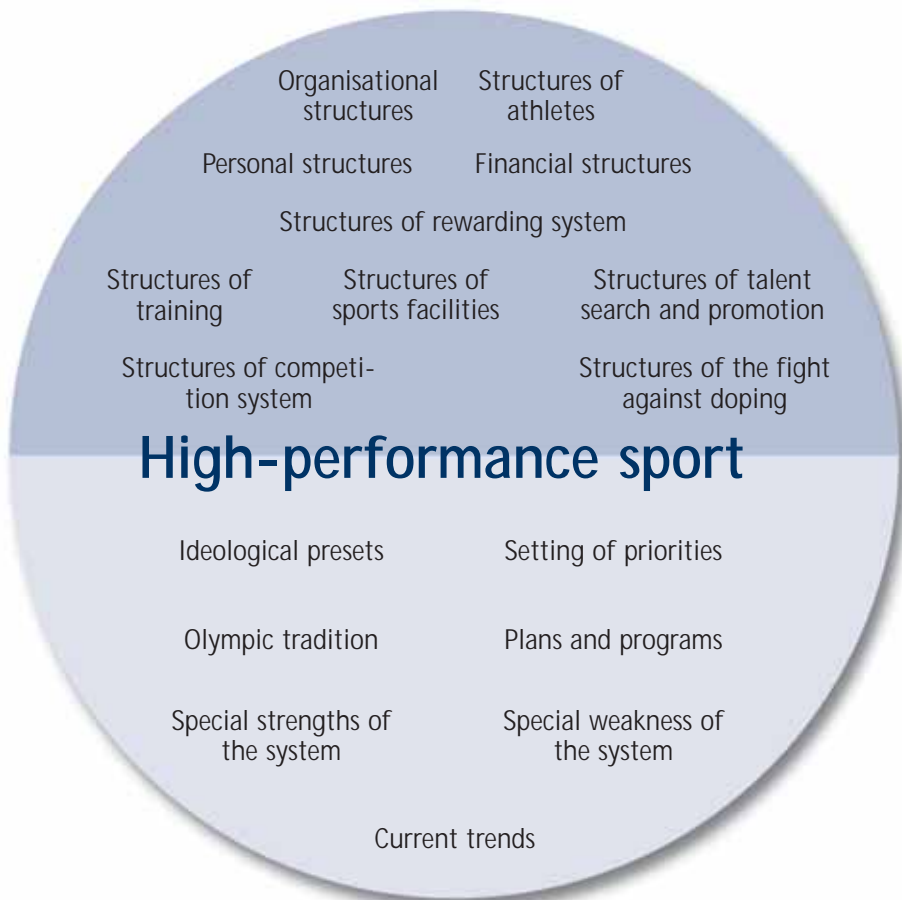 Organisational
structures
Structures of
athletes
Personal structures
Financial structures
Structures of rewarding system
Structures of
training
Structures of
sports facilities
Structures of talent
search and promotion
Structures of competi-
tion system
Structures of the fight
against doping
High-performance sport
Ideological presets
Setting of priorities
Olympic tradition
Plans and programs
Special strengths of
the system
Special weakness of
the system
Current trends